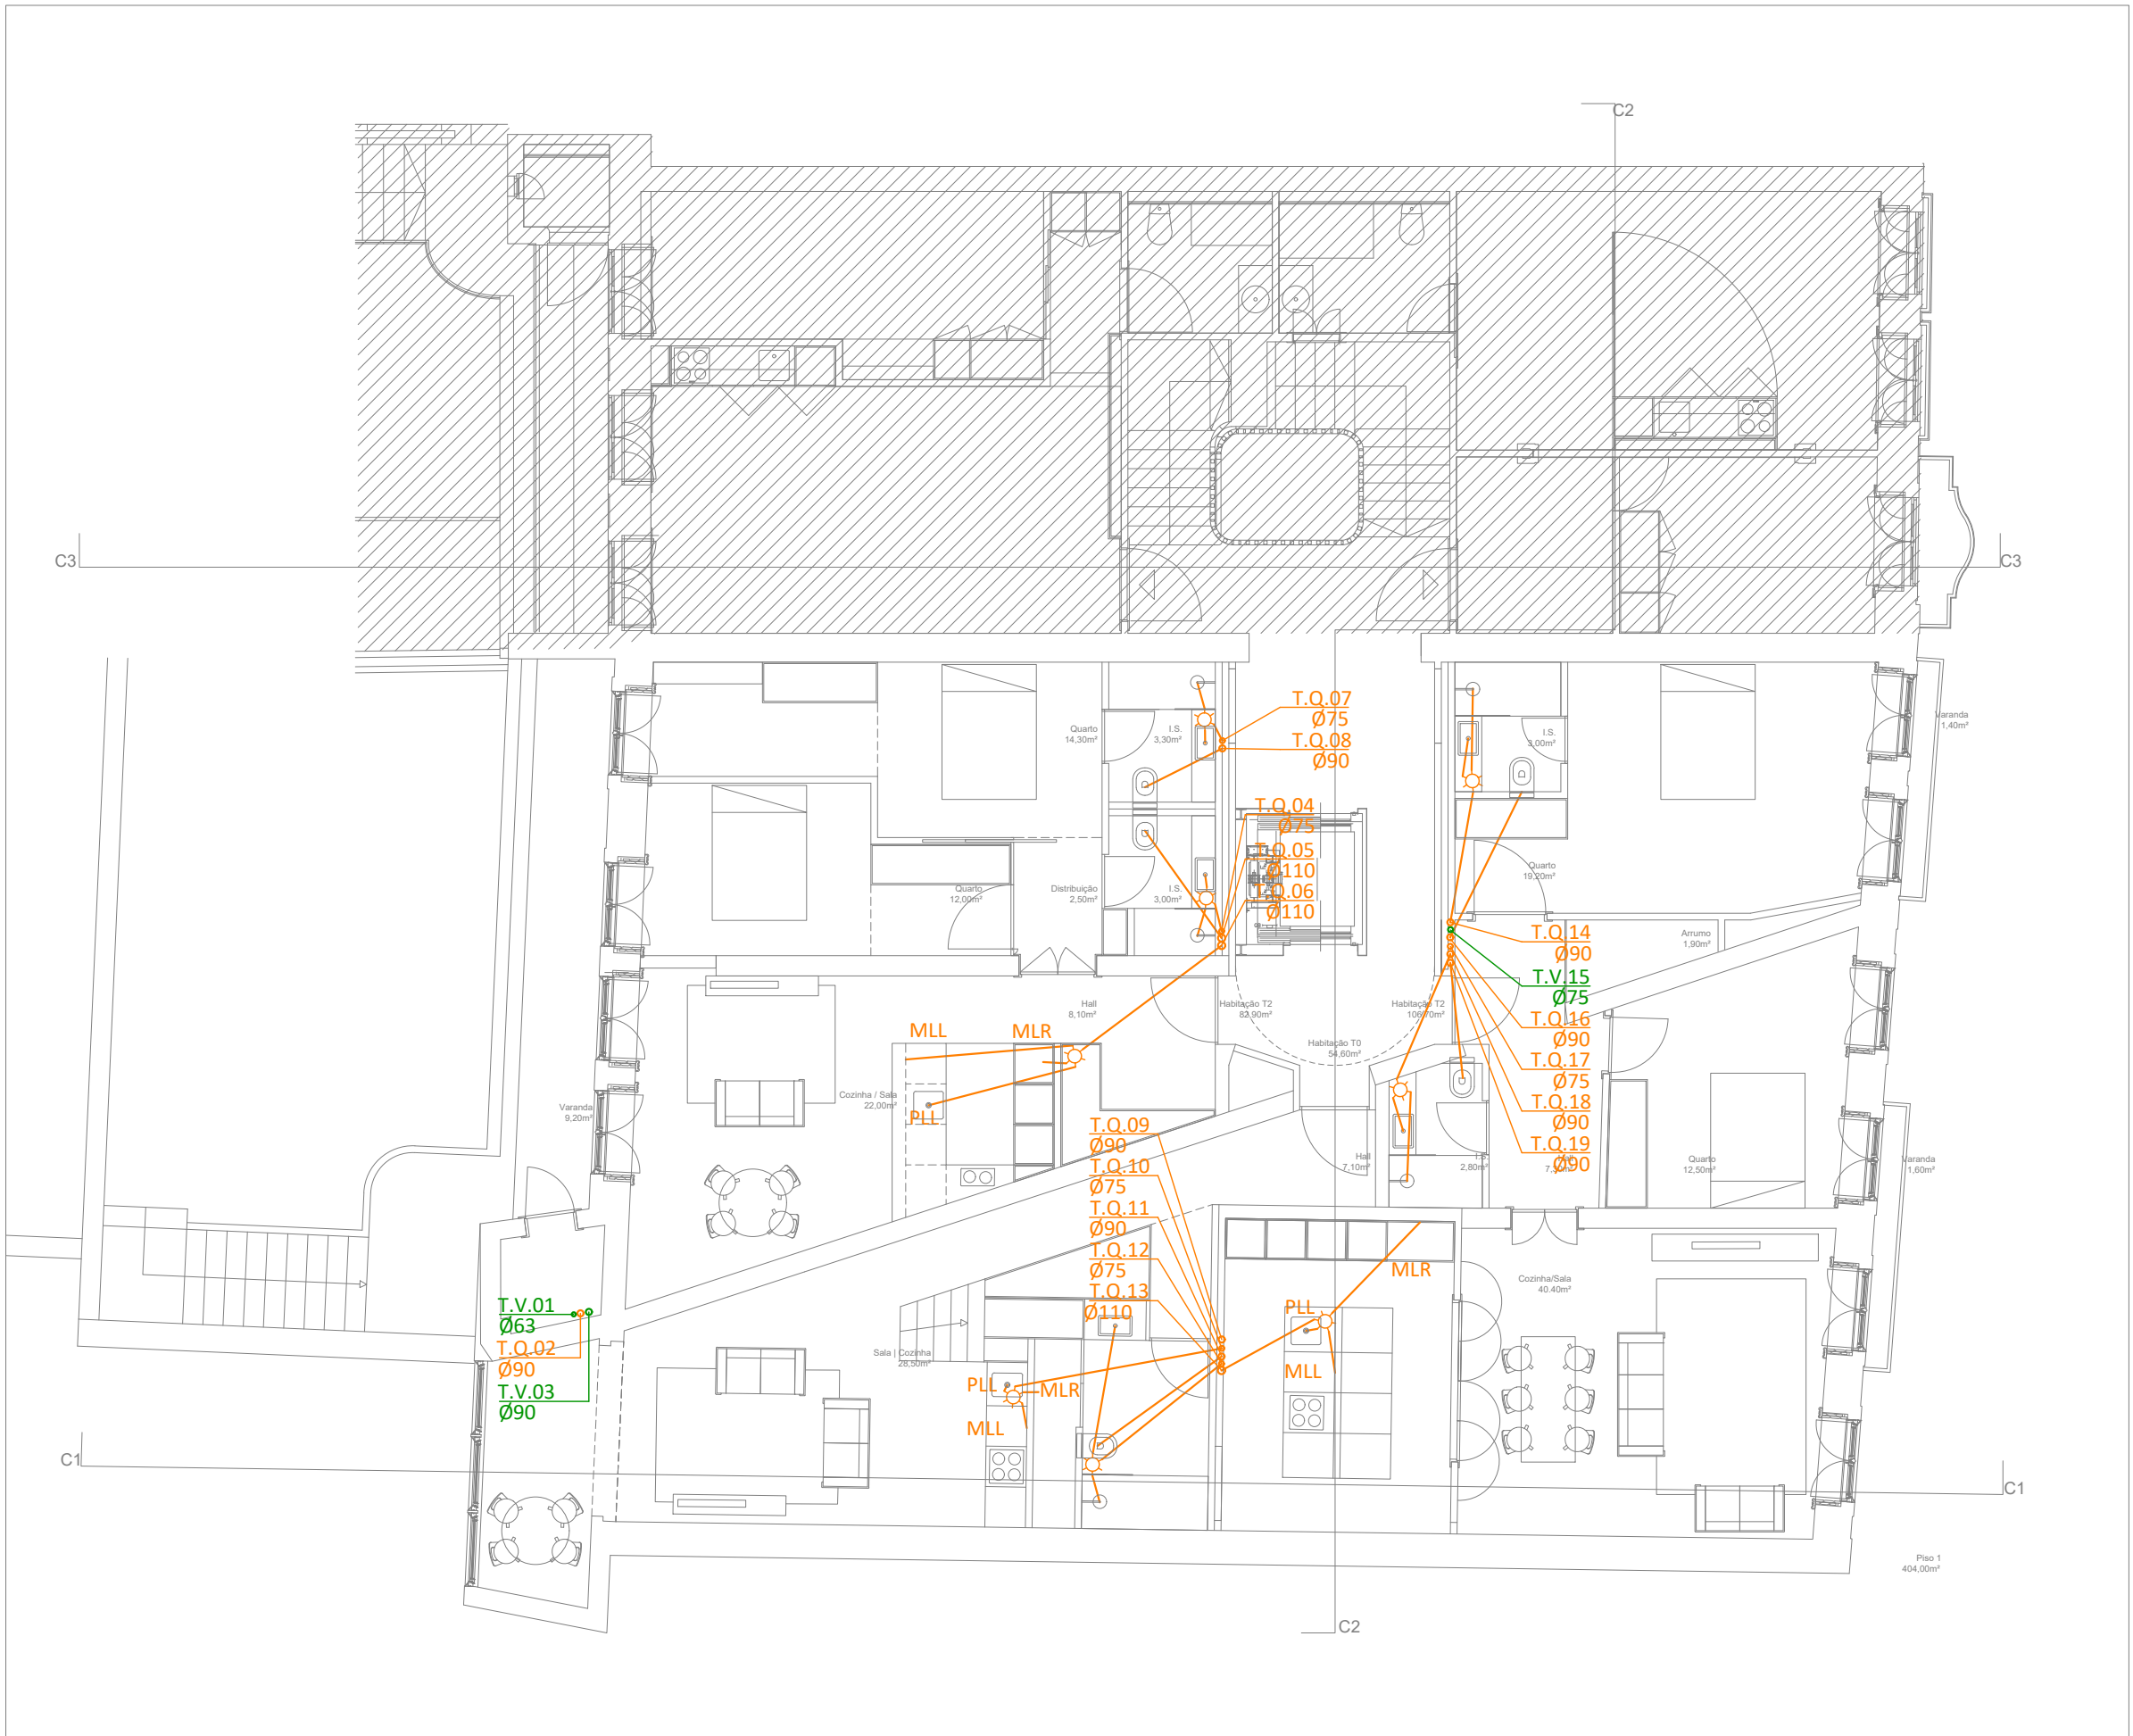 C2
C3
C3
T.Q.07
Ø75
T.Q.08
Ø90
Quarto
14,30m²
I.S.
3,30m²
I.S.
3,00m²
Varanda
1,40m²
T.Q.04
Ø75
T.Q.05
Ø110
T.Q.06
Ø110
Quarto
12,00m²
Distribuição
2,50m²
I.S.
3,00m²
Quarto
19,20m²
Arrumo
1,90m²
T.Q.14
Ø90
T.V.15
Ø75
T.Q.16
Ø90
T.Q.17
Ø75
T.Q.18
Ø90
T.Q.19
Ø90
Hall
8,10m²
Habitação T2
82,90m²
Habitação T2
106,70m²
Habitação T0
54,60m²
MLL
MLR
PLL
Cozinha / Sala
22,00m²
Varanda
9,20m²
T.Q.09
Ø90
T.Q.10
Ø75
T.Q.11
Ø90
T.Q.12
Ø75
T.Q.13
Ø110
Hall
7,10m²
I.S.
2,80m²
Quarto
12,50m²
Varanda
1,60m²
MLR
PLL
MLL
Cozinha/Sala
40.40m²
T.V.01
Ø63
T.Q.02
Ø90
T.V.03
Ø90
Sala | Cozinha
28,50m²
PLL
MLR
MLL
C1
C1
Piso 1
404,00m²
C2